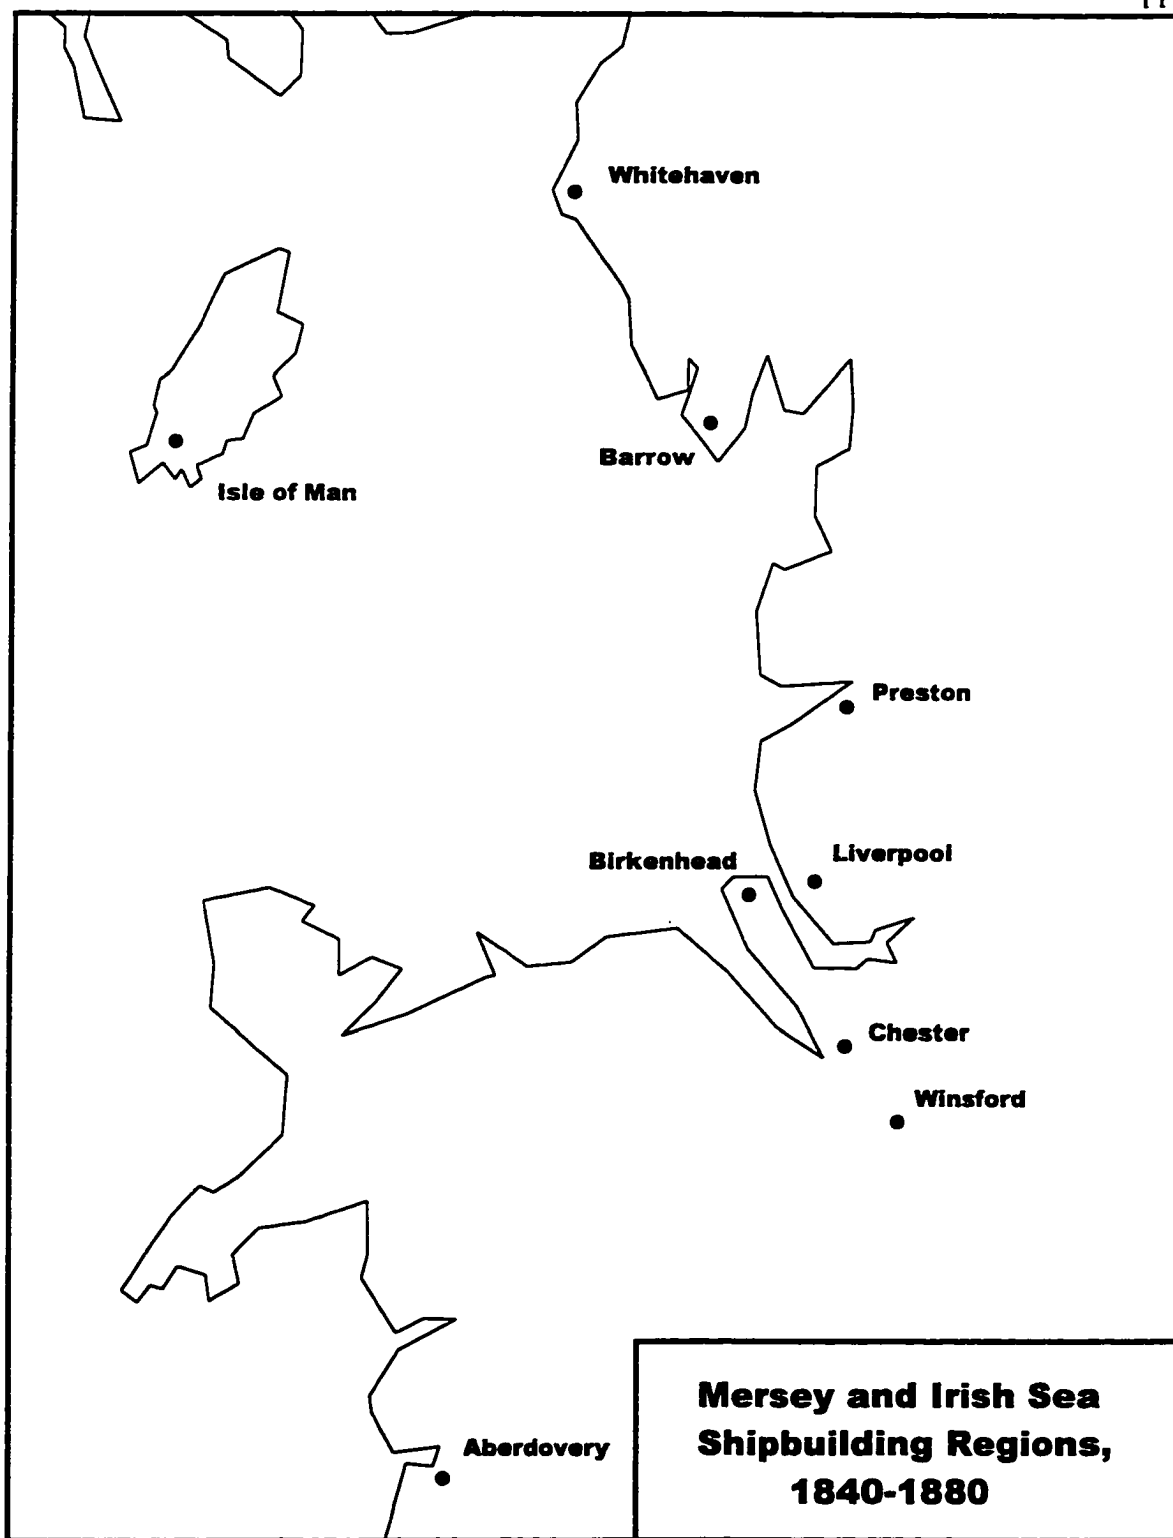 Whitehaven
Barrow
Isle of Man
Preston
Liverpool
Birkenhead
Chester
Winsford
Aberdovery
Mersey and Irish Sea
Shipbuilding Regions,
1840-1880